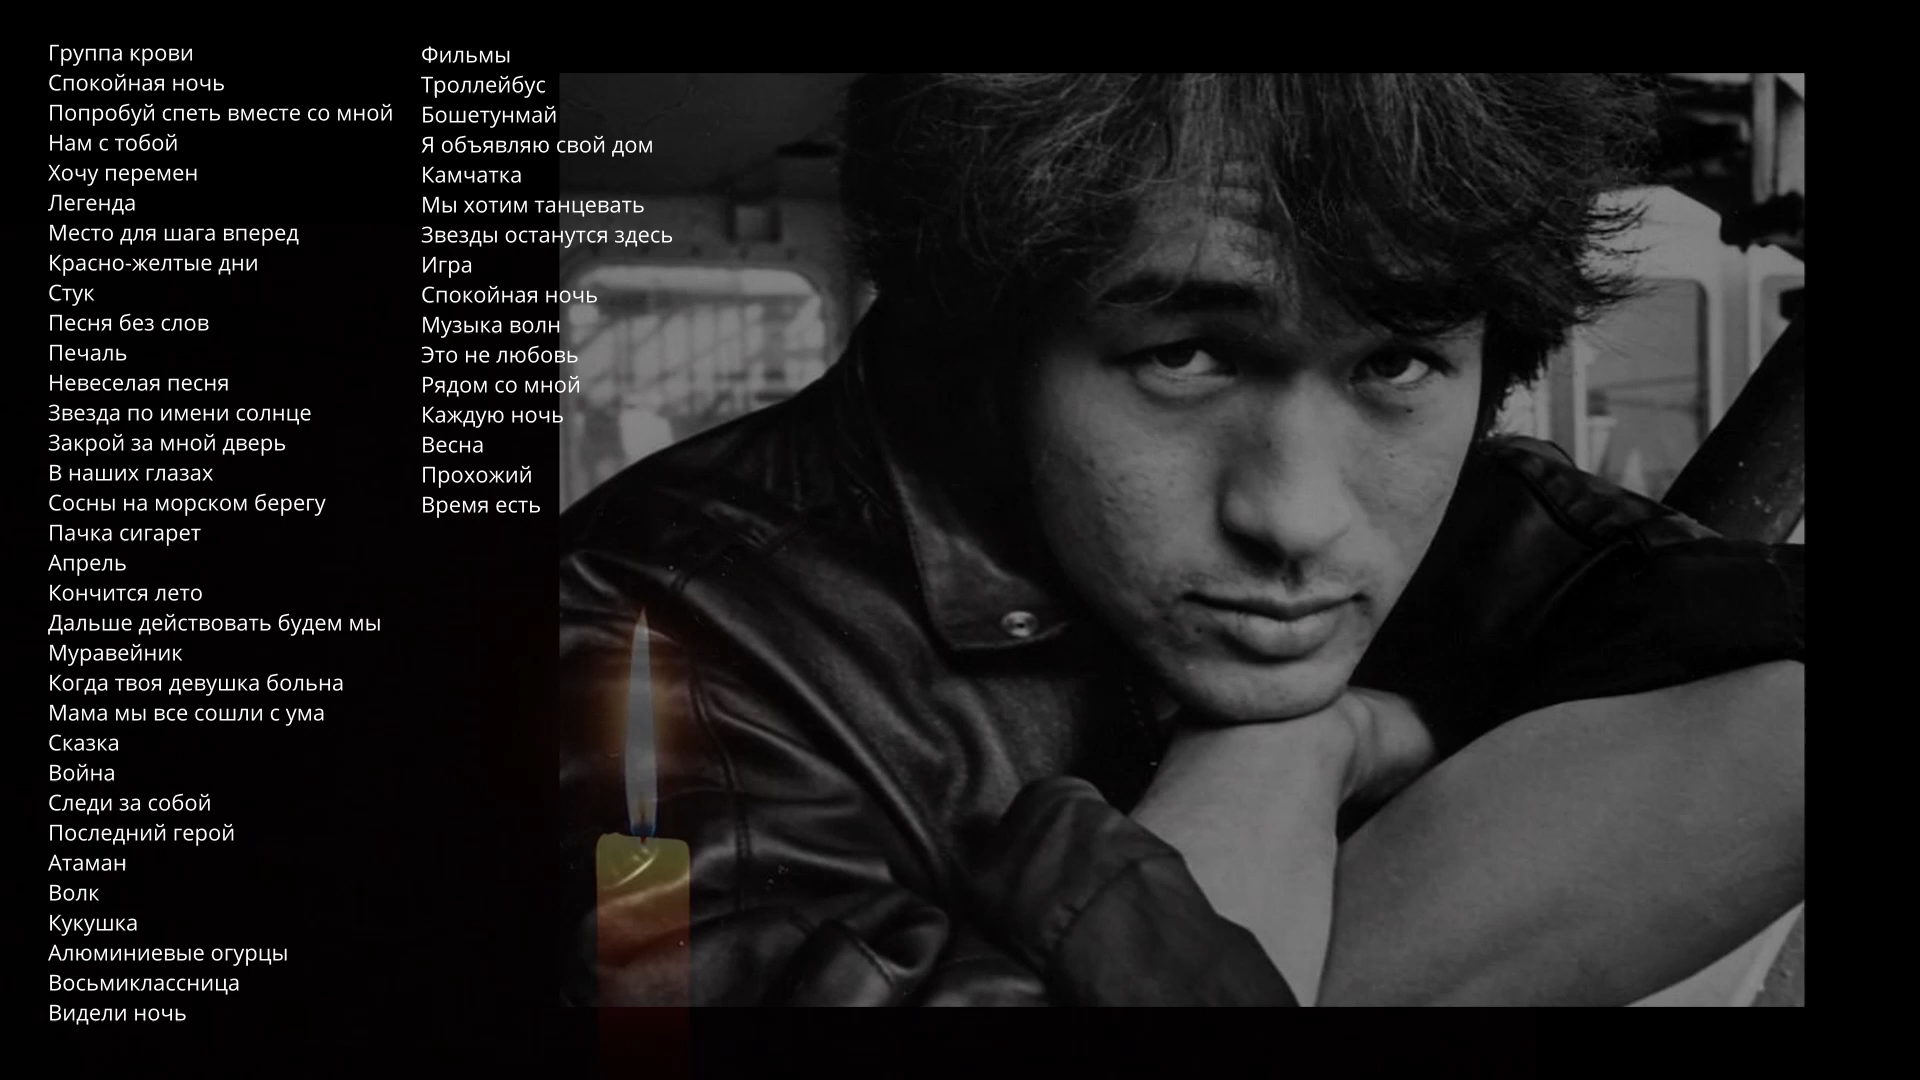 Группа крови
Спокойная ночь
Попробуй спеть вместе со мной
Нам с тобой
Хочу перемен
Легенда
Место для шага вперед
Красно-желтые дни
Стук
Песня без слов
Печаль
Невеселая песня
Звезда по имени солнце
Закрой за мной дверь
В наших глазах
Сосны на морском берегу
Пачка сигарет
Апрель
Кончится лето
Дальше действовать будем мы
Муравейник
Когда твоя девушка больна
Мама мы все сошли с ума
Сказка
Война
Следи за собой
Последний герой
Атаман
Волк
Кукушка
Алюминиевые огурцы
Восьмиклассница
Видели ночь
Фильмы
Троллейбус
Бошетунмай
Я объявляю свой дом
Камчатка
Мы хотим танцевать
Звезды останутся здесь
Игра
Спокойная ночь
Музыка волн
Это не любовь
Рядом со мной
Каждую ночь
Весна
Прохожий
Время есть